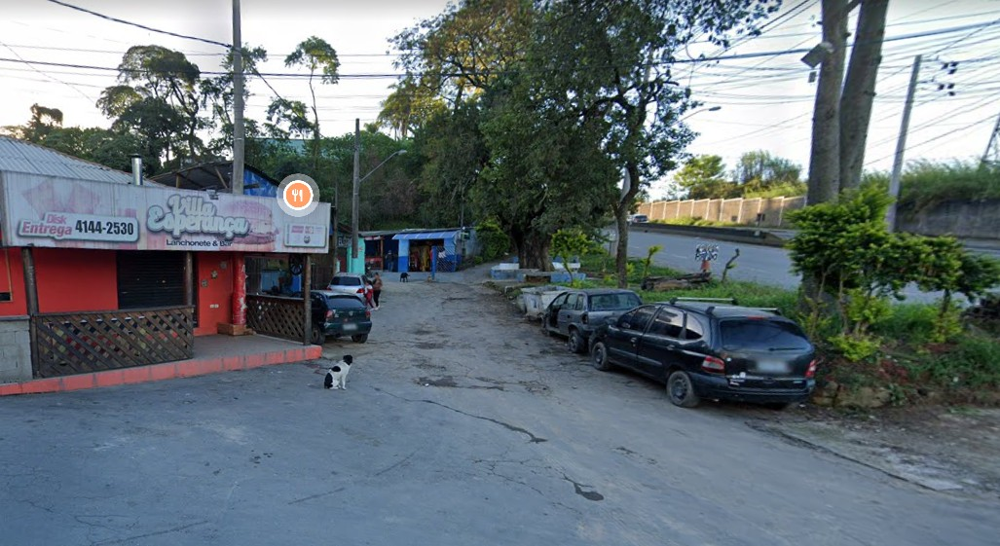 Disk
Entrega 4144-2530
Villa
Esperança
Lanchonete & Bar